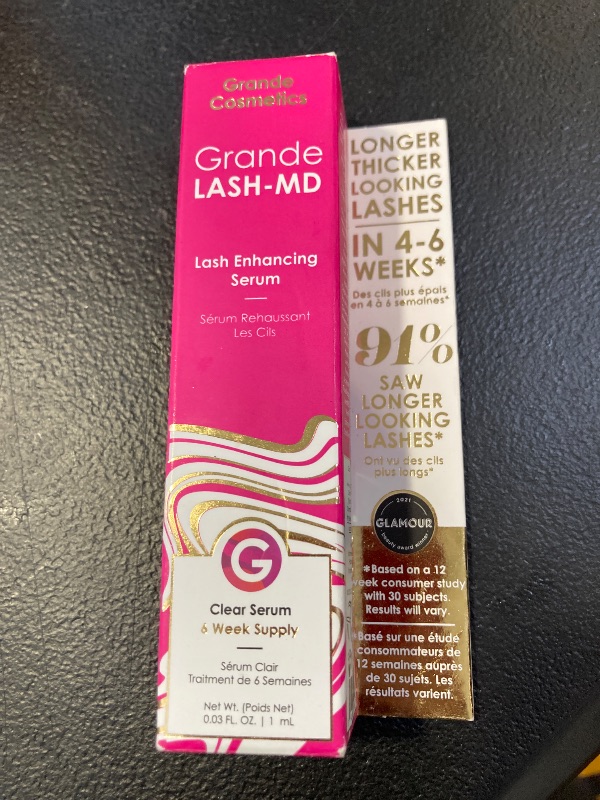 Grande
Cosmetics
Grande
LASH-MD
Lash Enhancing
Serum
Sérum Rehaussant
Les Cils
G
Clear Serum
6 Week Supply
Sérum Clair
Traitement de 6 Semaines
Net Wt. (Poids Net)
0.03 FL. OZ. | 1 mL
LONGER
THICKER
LOOKING
LASHES
IN 4-6
WEEKS*
Des cils plus épais
en 4 à 6 semaines*
91%
SAW
LONGER
LOOKING
LASHES*
Ont vu des cils
plus longs*
2021
GLAMOUR
beauty award winner
*Based on a 12
week consumer study
with 30 subjects.
Results will vary.
*Basé sur une étude
consommateurs de
12 semaines auprès
de 30 sujets. Les
résultats varient.